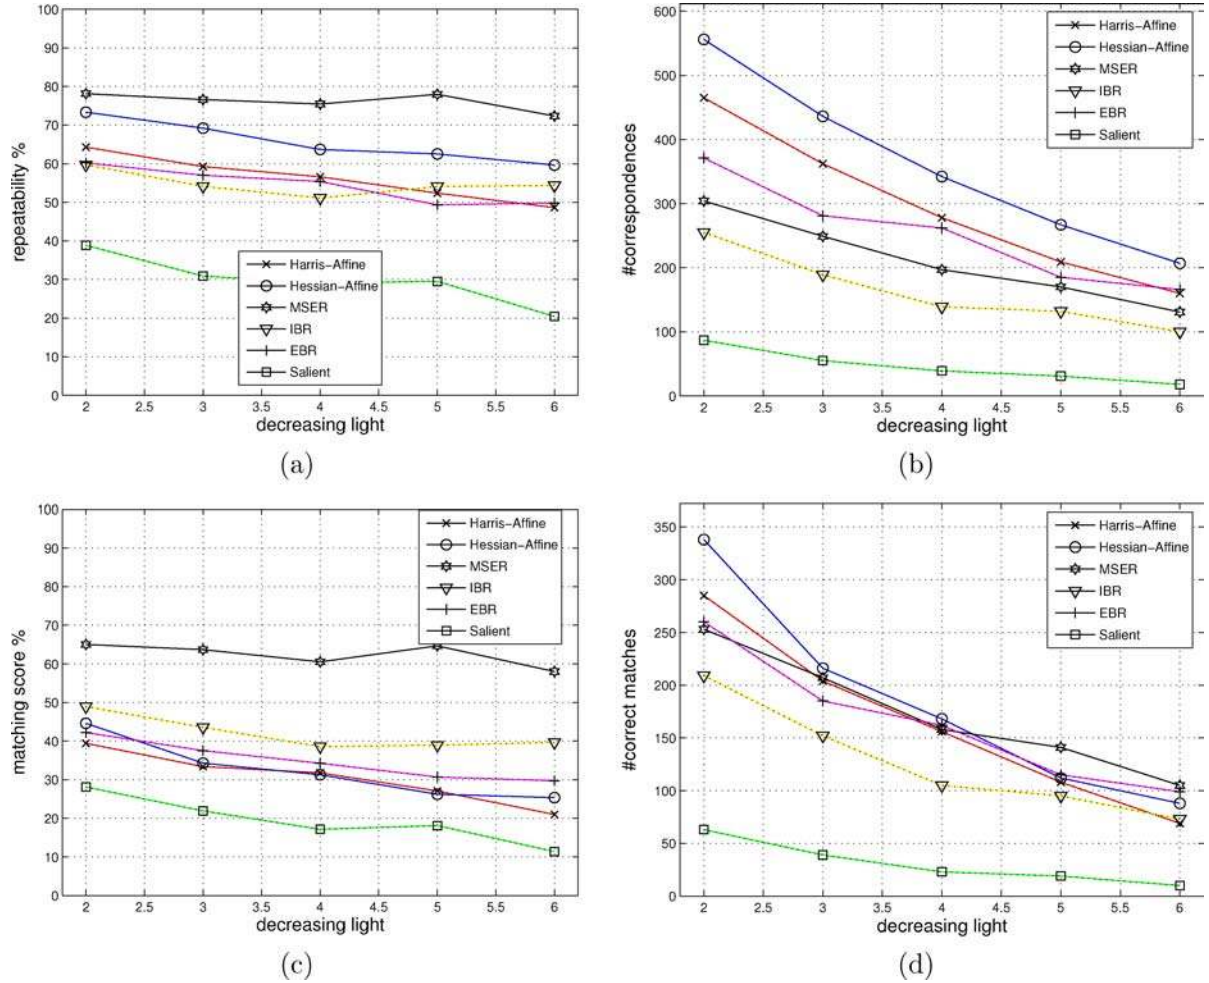 100
90
80
70
60
50
40
30
20
10
0
repeatability %
Harris-Affine
Hessian-Affine
MSER
IBR
EBR
Salient
2 2.5 3 3.5 4 4.5 5 5.5 6
decreasing light
(a)
600
500
400
300
200
100
0
#correspondences
Harris-Affine
Hessian-Affine
MSER
IBR
EBR
Salient
2 2.5 3 3.5 4 4.5 5 5.5 6
decreasing light
(b)
100
90
80
70
60
50
40
30
20
10
0
matching score %
Harris-Affine
Hessian-Affine
MSER
IBR
EBR
Salient
2 2.5 3 3.5 4 4.5 5 5.5 6
decreasing light
(c)
350
300
250
200
150
100
50
0
#correct matches
Harris-Affine
Hessian-Affine
MSER
IBR
EBR
Salient
2 2.5 3 3.5 4 4.5 5 5.5 6
decreasing light
(d)